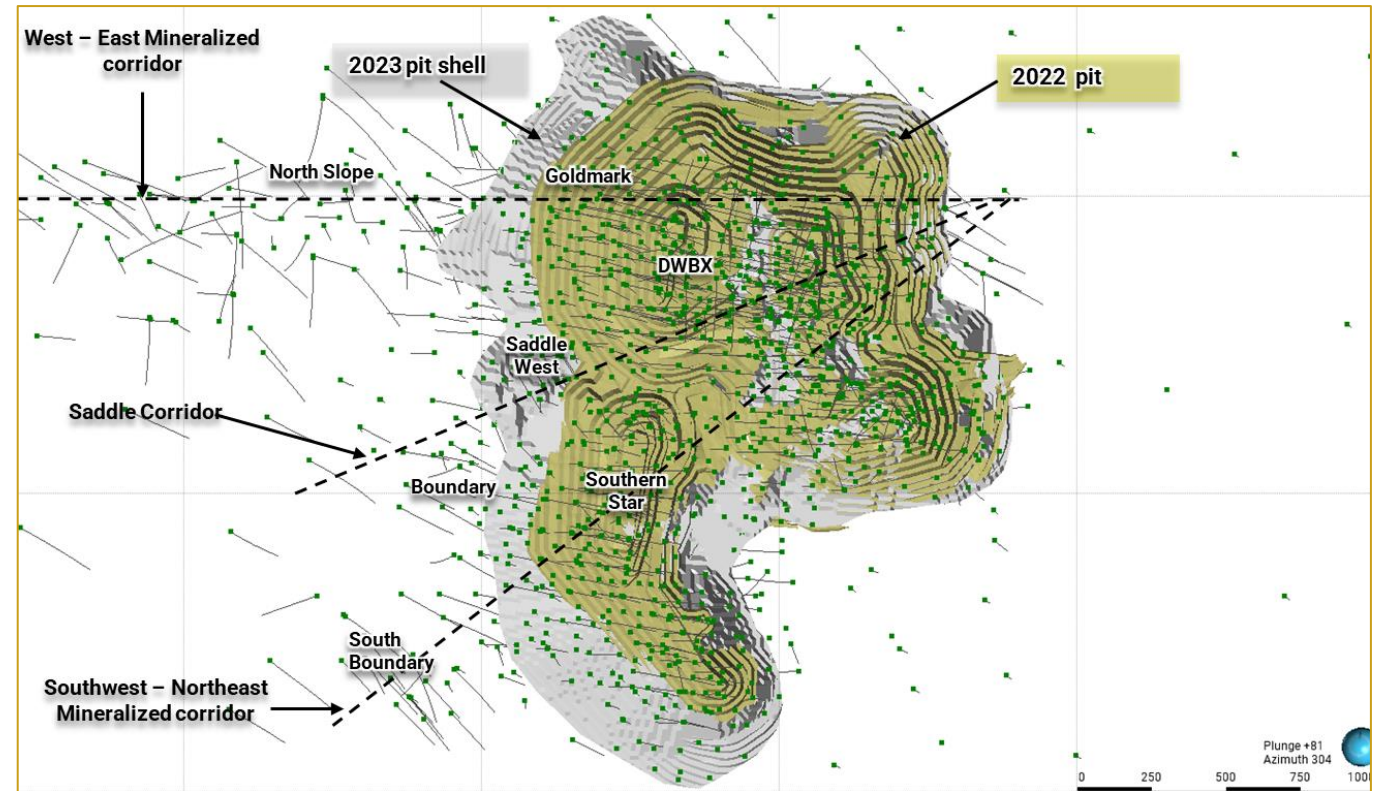 West – East Mineralized
corridor
2023 pit shell
2022 pit
North Slope
Goldmark
DWBX
Saddle
West
Saddle Corridor
Boundary
Southern
Star
South
Boundary
Southwest – Northeast
Mineralized corridor
Plunge +81
Azimuth 304
0 250 500 750